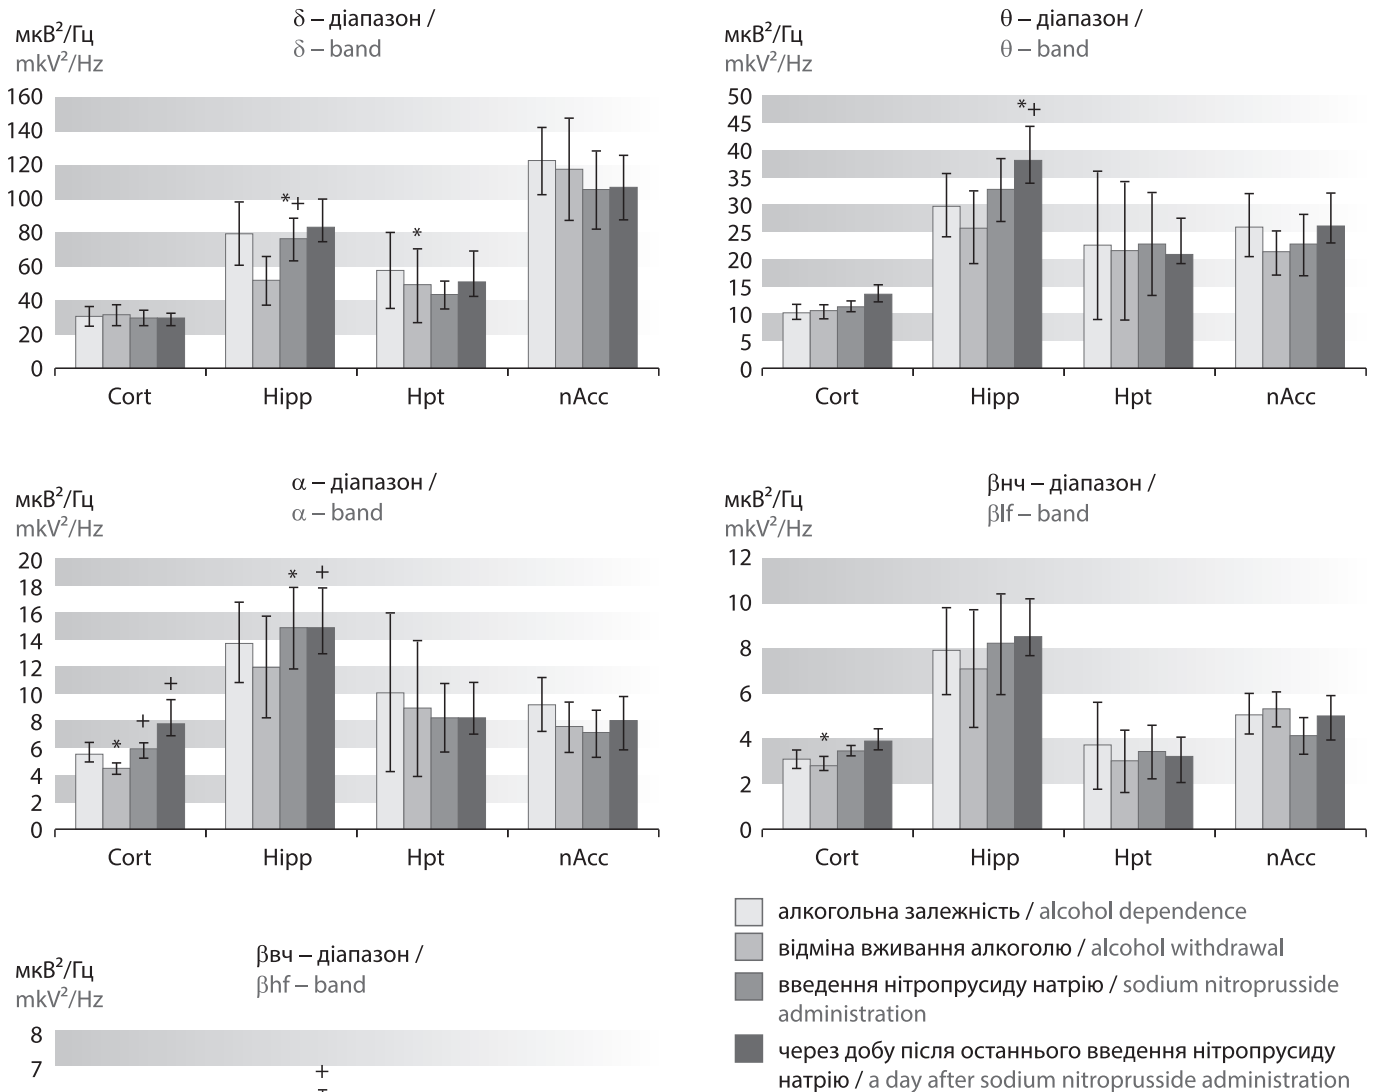 δ – діапазон /
δ – band
мкВ²/Гц
mkV²/Hz
160
140
120
100
80
60
40
20
0
*+
*
Cort Hipp Hpt nAcc
θ – діапазон /
θ – band
мкВ²/Гц
mkV²/Hz
50
45
40
35
30
25
20
15
10
5
0
*+
Cort Hipp Hpt nAcc
α – діапазон /
α – band
мкВ²/Гц
mkV²/Hz
20
18
16
14
12
10
8
6
4
2
0
* + + * +
Cort Hipp Hpt nAcc
βнч – діапазон /
βlf – band
мкВ²/Гц
mkV²/Hz
12
10
8
6
4
2
0
*
Cort Hipp Hpt nAcc
βвч – діапазон /
βhf – band
мкВ²/Гц
mkV²/Hz
8
7
+
алкогольна залежність / alcohol dependence
відміна вживання алкоголю / alcohol withdrawal
введення нітропрусиду натрію / sodium nitroprusside
administration
через добу після останнього введення нітропрусиду
натрію / a day after sodium nitroprusside administration